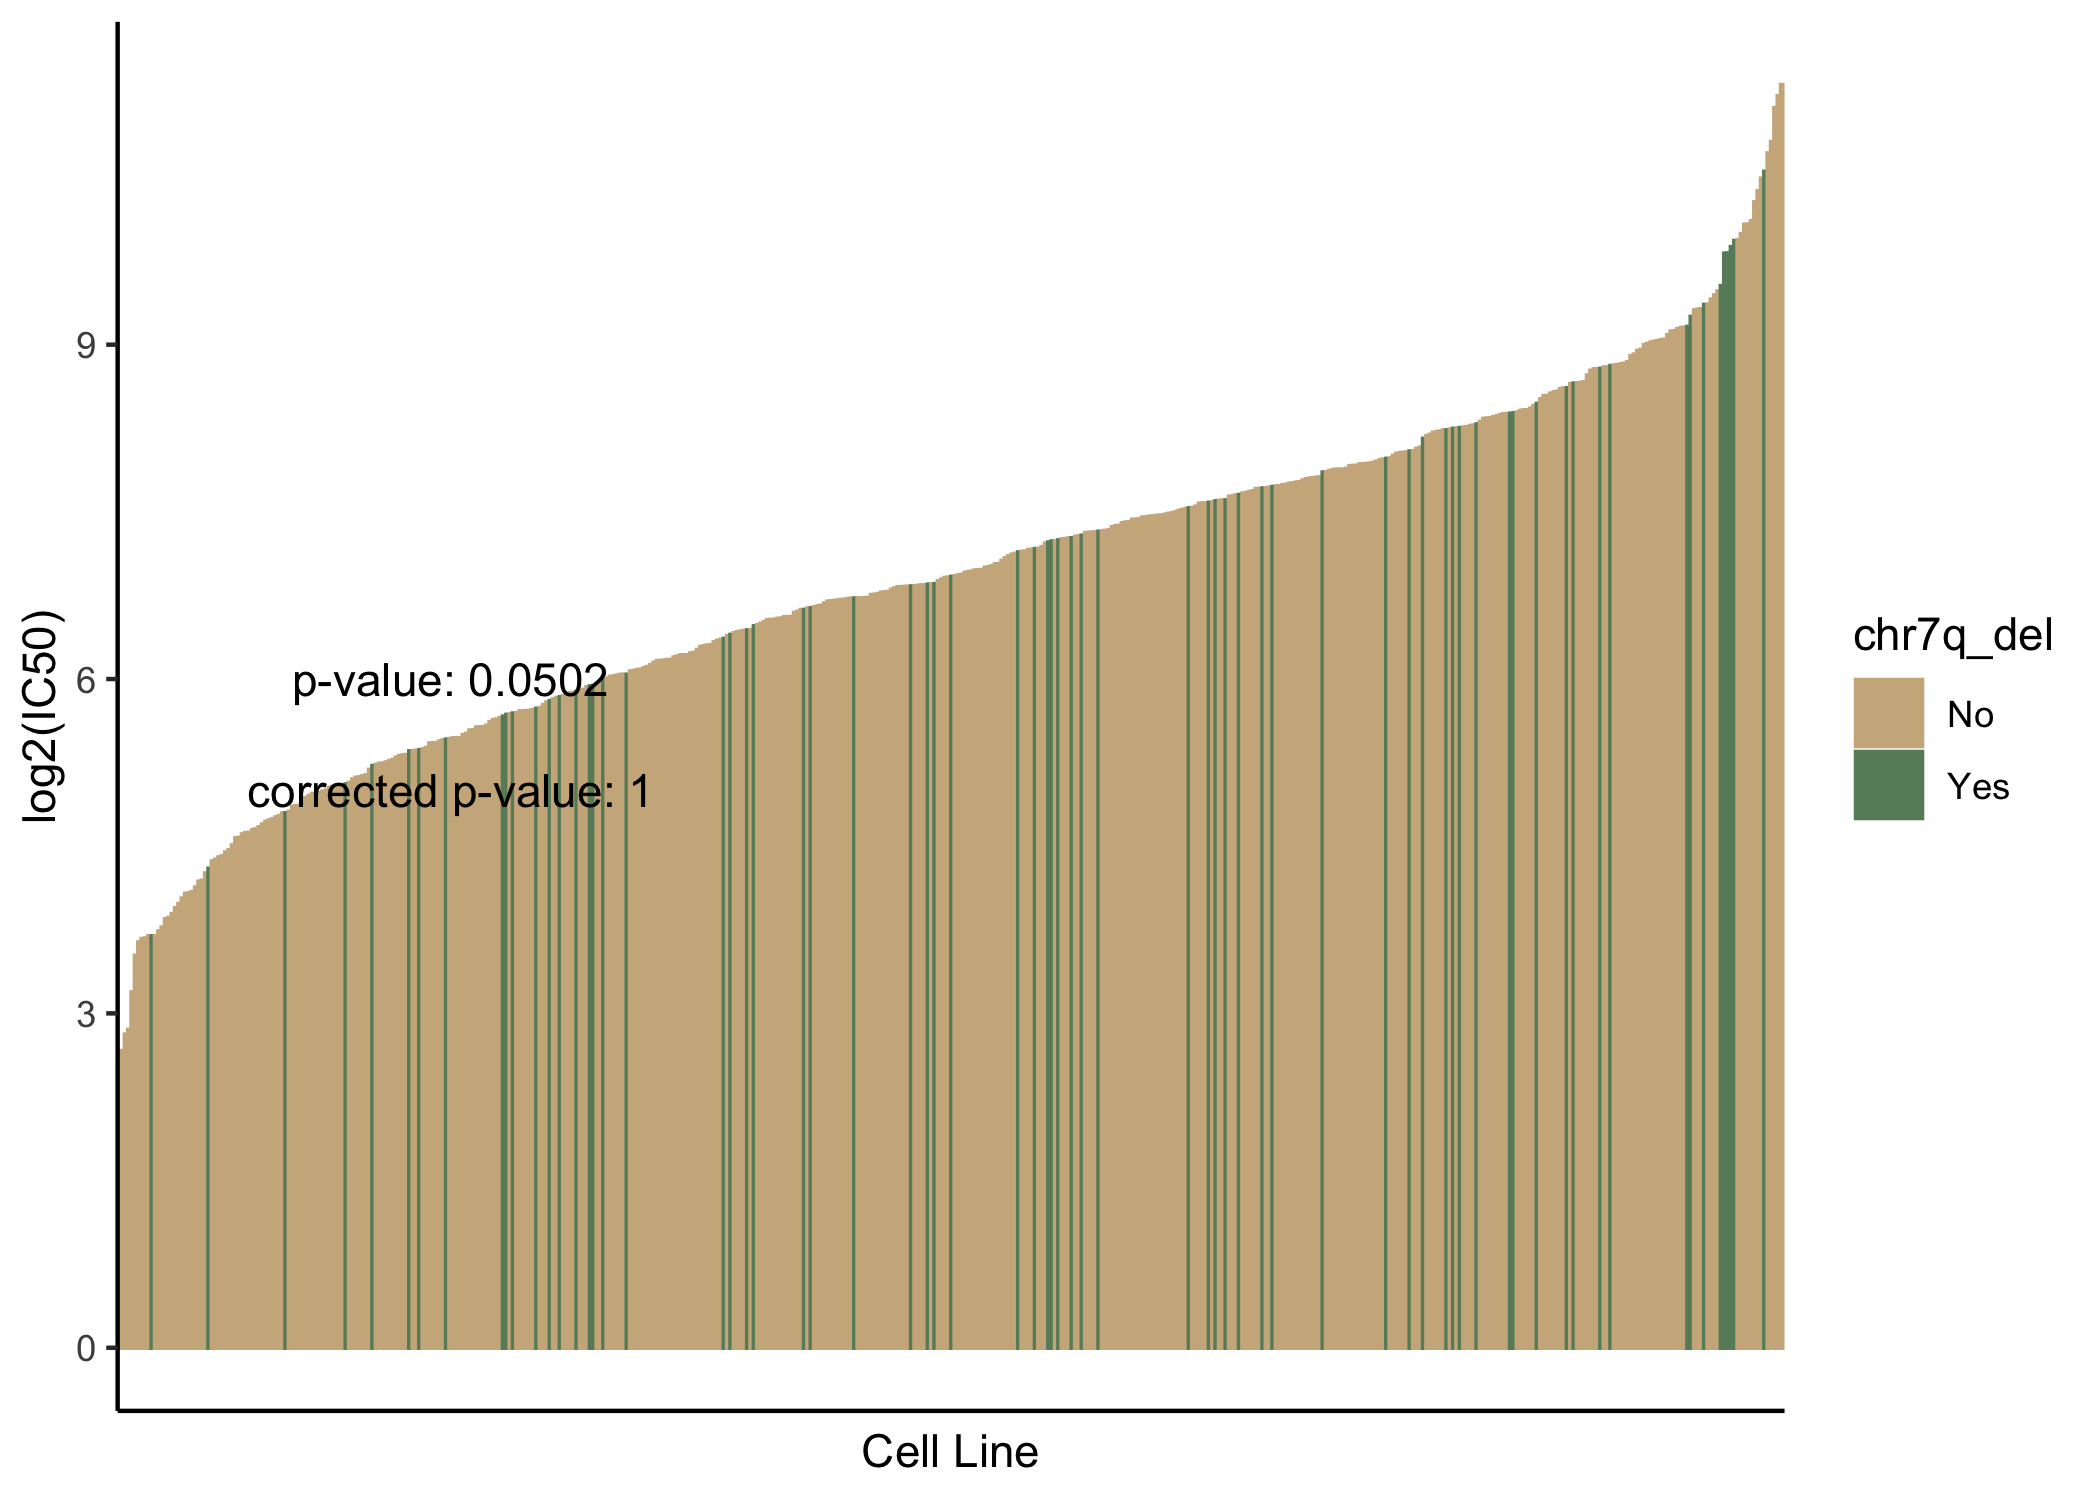 9
6
3
0
log2(IC50)
p-value: 0.0502
corrected p-value: 1
Cell Line
chr7q_del
No
Yes